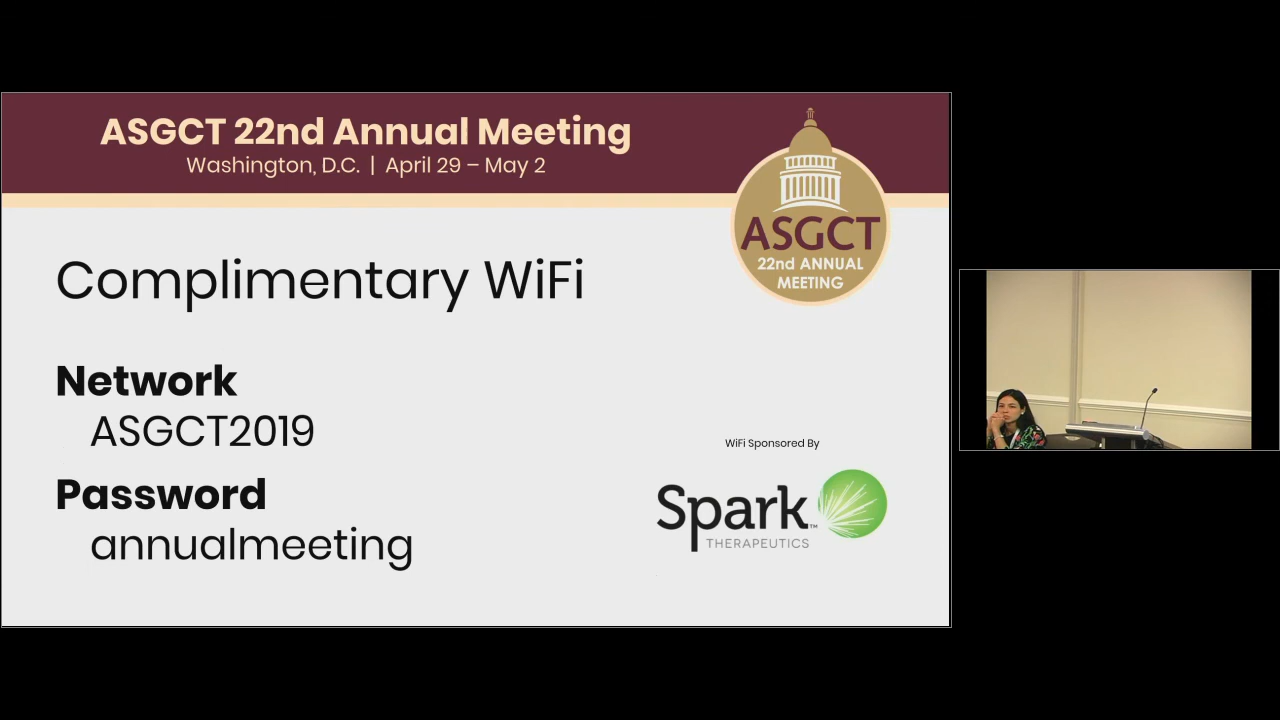 ASGCT 22nd Annual Meeting
Washington, D.C. | April 29 – May 2
ASGCT
22nd ANNUAL
MEETING
Complimentary WiFi
Network
ASGCT2019
Password
annualmeeting
WiFi Sponsored By
Spark™
THERAPEUTICS